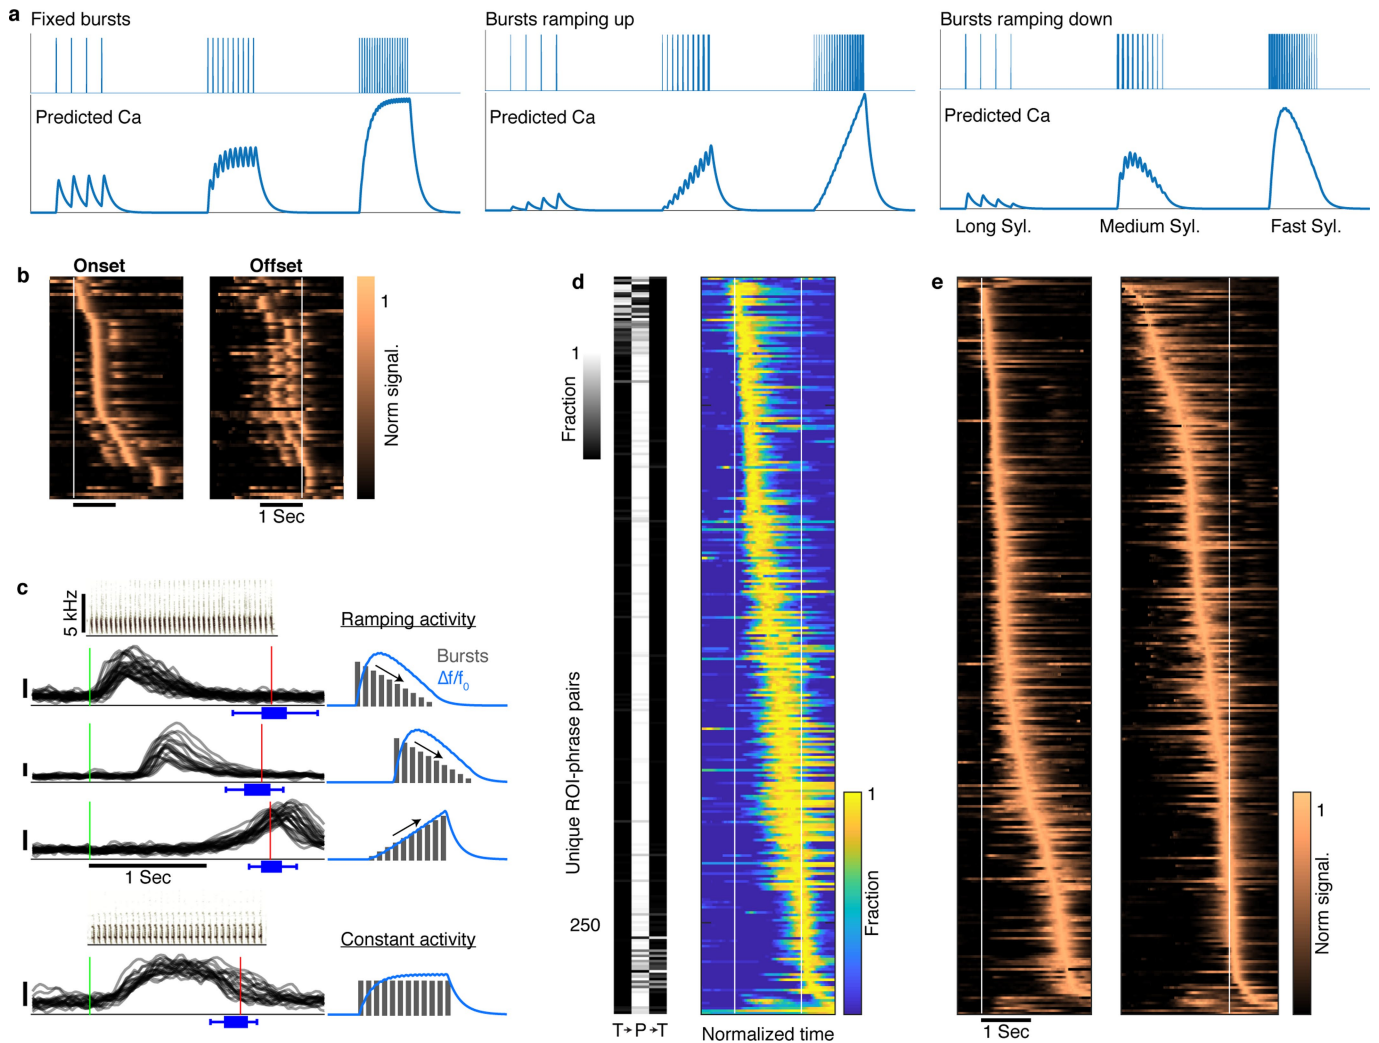 a
Fixed bursts
Bursts ramping up
Bursts ramping down
Predicted Ca
Predicted Ca
Predicted Ca
Long Syl.
Medium Syl.
Fast Syl.
b
Onset
Offset
1
Norm signal.
1 Sec
c
5 kHz
Ramping activity
Bursts
Δf/f0
1 Sec
Constant activity
d
1
Fraction
Unique ROI-phrase pairs
250
T→P→T
Normalized time
1
Fraction
e
1 Sec
1
Norm signal.